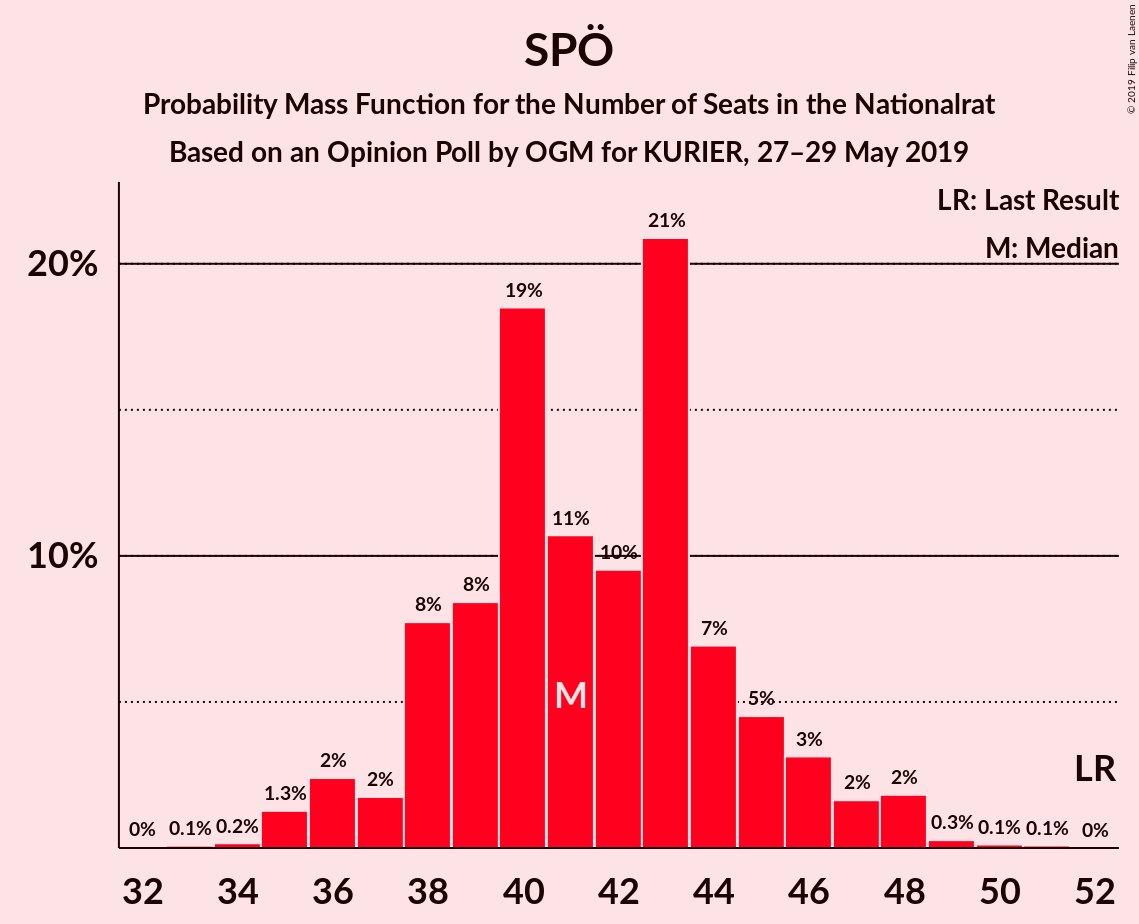 SPÖ
Probability Mass Function for the Number of Seats in the Nationalrat
Based on an Opinion Poll by OGM for KURIER, 27–29 May 2019
© 2019 Filip van Laenen
LR: Last Result
M: Median
20%
10%
0%
0.1%
0.2%
1.3%
2%
2%
8%
8%
19%
11%
10%
21%
7%
5%
3%
2%
2%
0.3%
0.1%
0.1%
0%
M
LR
32 34 36 38 40 42 44 46 48 50 52